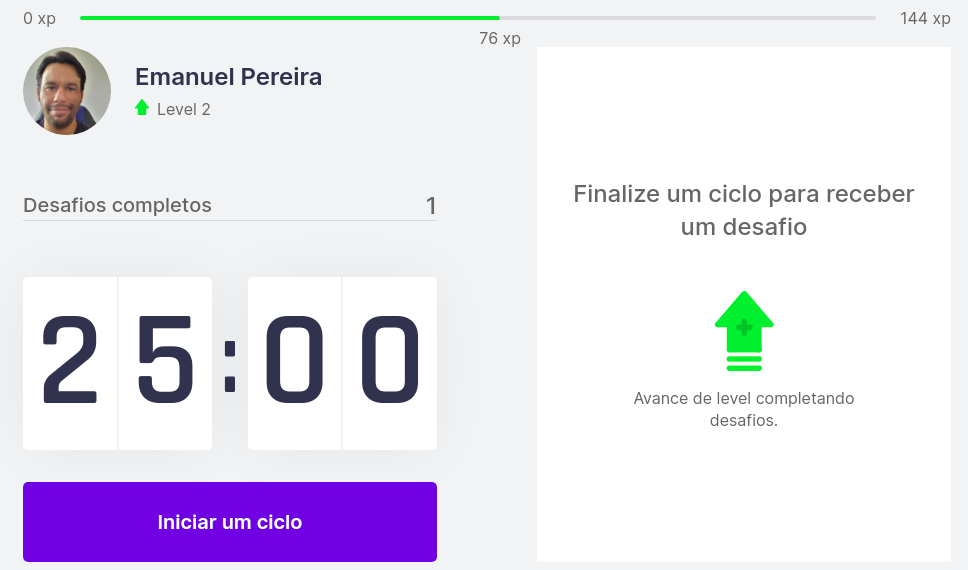 0 xp
144 xp
76 xp
Emanuel Pereira
Level 2
Desafios completos
1
25:00
Iniciar um ciclo
Finalize um ciclo para receber
um desafio
Avance de level completando
desafios.